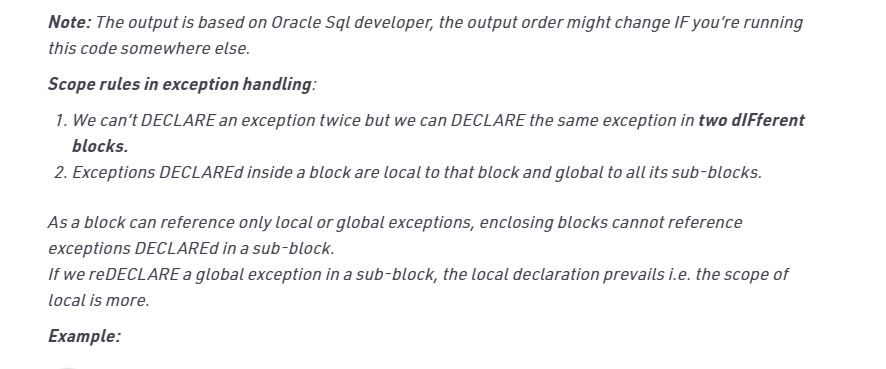 Note: The output is based on Oracle Sql developer, the output order might change IF you're running
this code somewhere else.
Scope rules in exception handling:
1. We can't DECLARE an exception twice but we can DECLARE the same exception in two dIFferent
blocks.
2. Exceptions DECLAREd inside a block are local to that block and global to all its sub-blocks.
As a block can reference only local or global exceptions, enclosing blocks cannot reference
exceptions DECLAREd in a sub-block.
If we reDECLARE a global exception in a sub-block, the local declaration prevails i.e. the scope of
local is more.
Example: